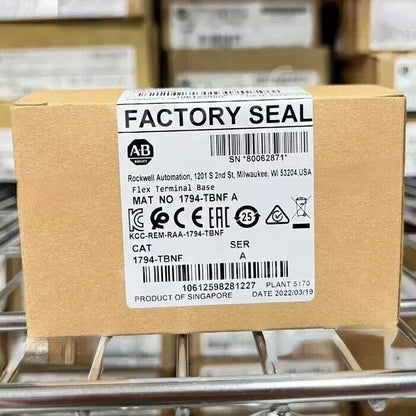 FACTORY SEAL
AB
QUALITY
SN *80062871*
Rockwell Automation, 1201 S 2nd St, Milwaukee, WI 53204,USA
Flex Terminal Base
MAT NO 1794-TBNF A
25
KCC-REM-RAA-1794-TBNF
CAT SER
1794-TBNF A
10612598281227 PLANT 5170
PRODUCT OF SINGAPORE DATE 2022/03/19